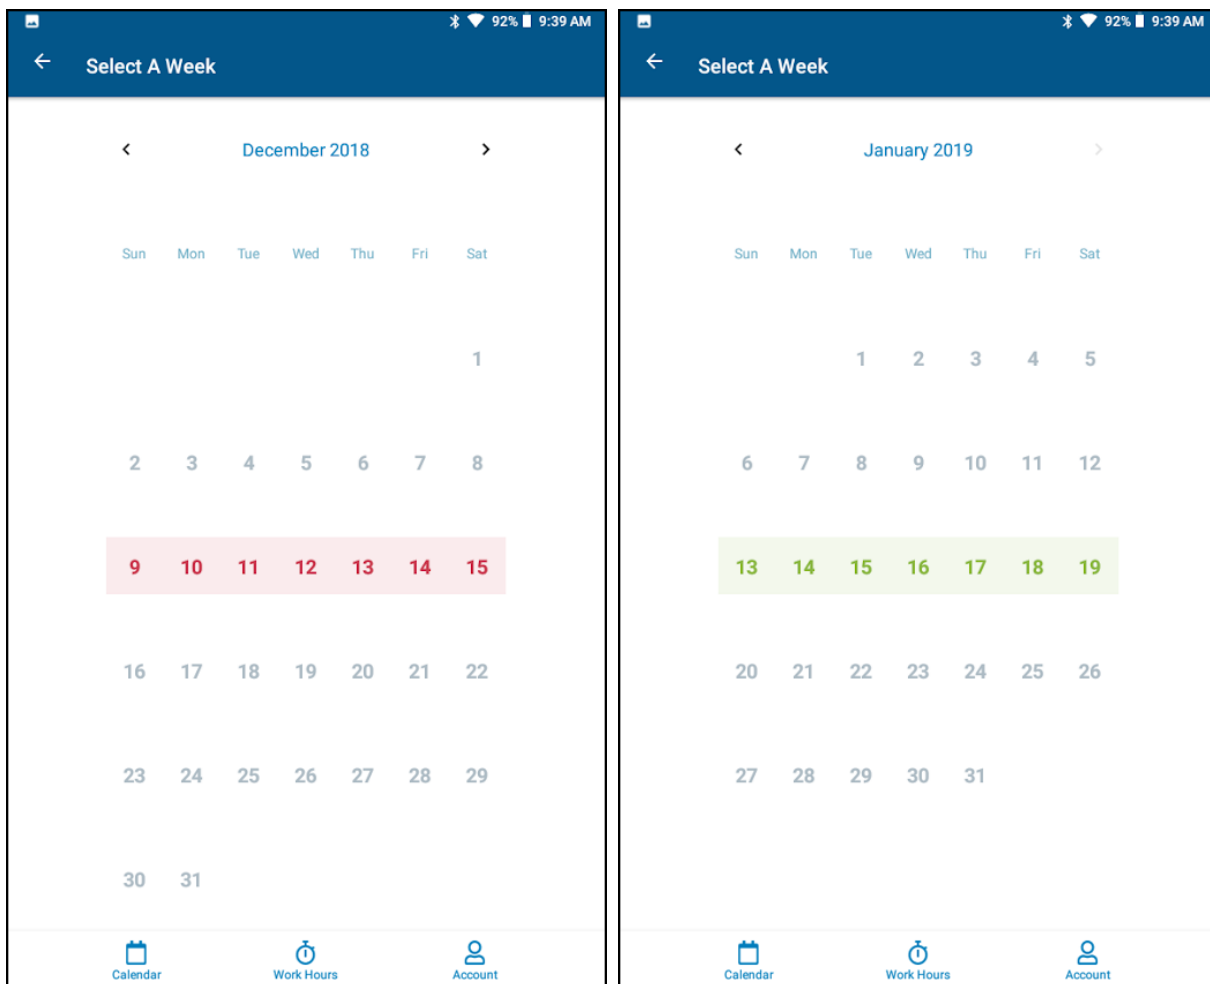 92% 9:39 AM
Select A Week
December 2018
Sun Mon Tue Wed Thu Fri Sat
1
2 3 4 5 6 7 8
9 10 11 12 13 14 15
16 17 18 19 20 21 22
23 24 25 26 27 28 29
30 31
Calendar Work Hours Account
92% 9:39 AM
Select A Week
January 2019
Sun Mon Tue Wed Thu Fri Sat
1 2 3 4 5
6 7 8 9 10 11 12
13 14 15 16 17 18 19
20 21 22 23 24 25 26
27 28 29 30 31
Calendar Work Hours Account